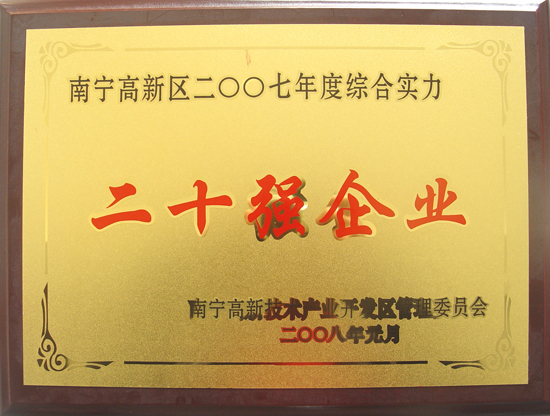 南宁高新区二〇〇七年度综合实力
二十强企业
南宁高新技术产业开发区管理委员会
二〇〇八年元月